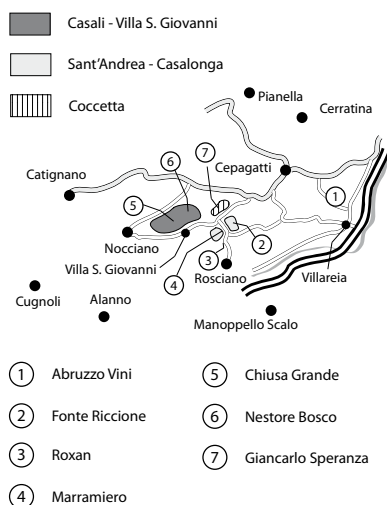 Casali - Villa S. Giovanni
Sant'Andrea - Casalonga
Coccetta
Pianella
Cerratina
7
6
Cepagatti
Catignano
5
1
Nocciano
2
Villa S. Giovanni
3
Rosciano
Villareia
4
Cugnoli
Alanno
Manoppello Scalo
1 Abruzzo Vini
5 Chiusa Grande
2 Fonte Riccione
6 Nestore Bosco
3 Roxan
7 Giancarlo Speranza
4 Marramiero